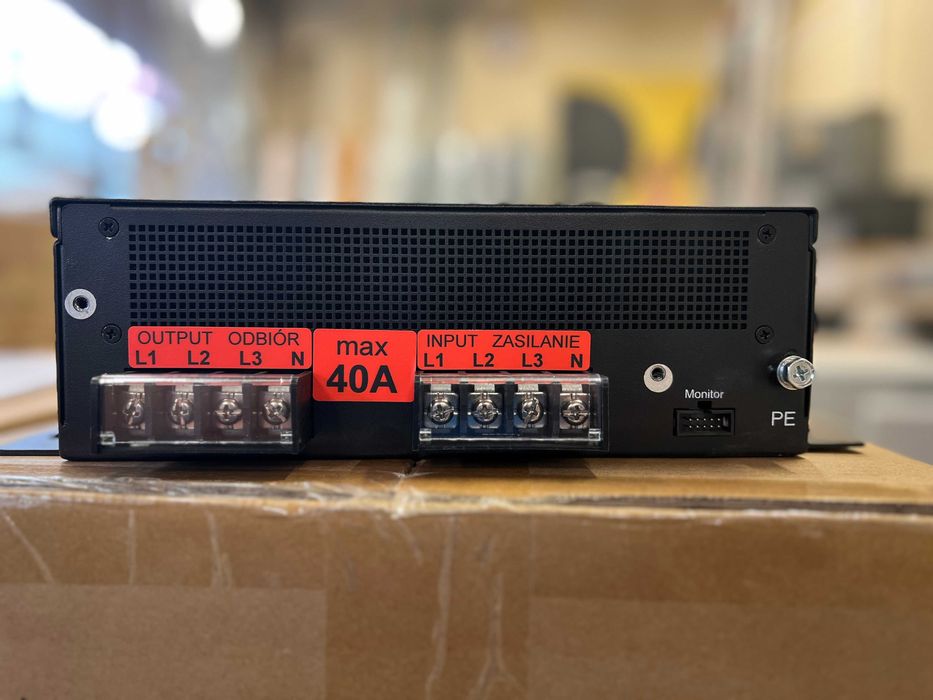 OUTPUT ODBIÓR
L1 L2 L3 N
max
40A
INPUT ZASILANIE
L1 L2 L3 N
Monitor
PE